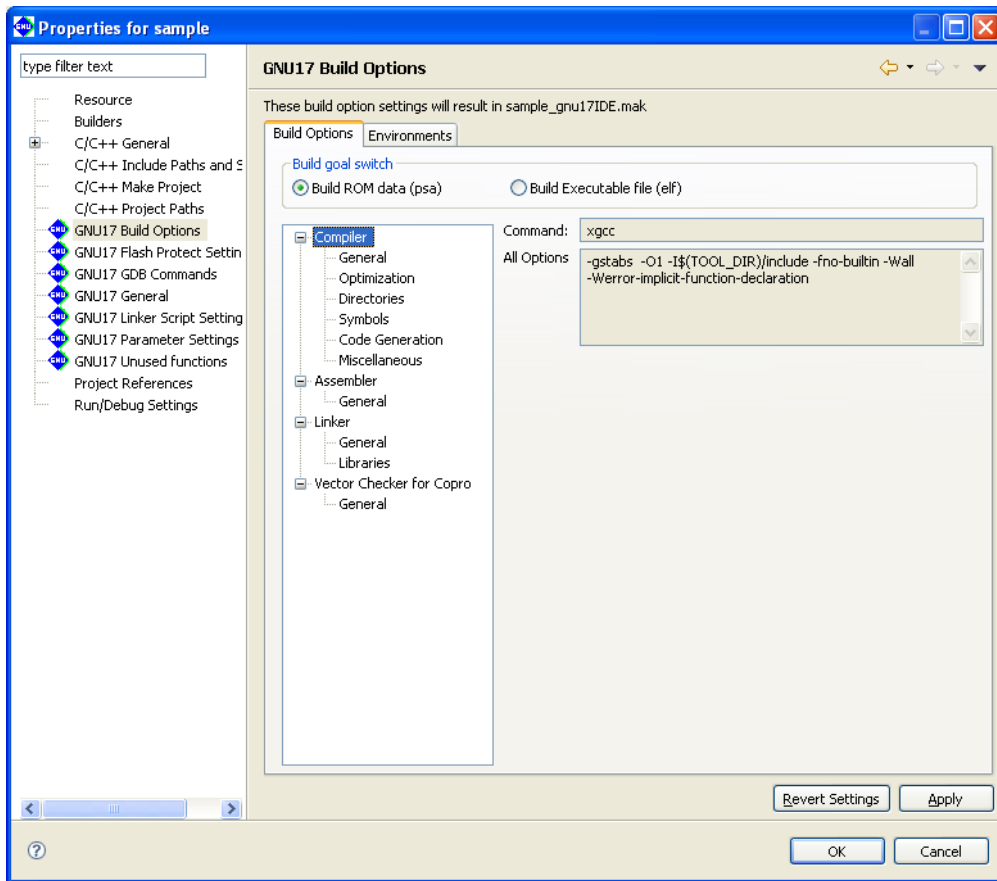 Properties for sample
type filter text
Resource
Builders
C/C++ General
C/C++ Include Paths and S
C/C++ Make Project
C/C++ Project Paths
GNU17 Build Options
GNU17 Flash Protect Settin
GNU17 GDB Commands
GNU17 General
GNU17 Linker Script Setting
GNU17 Parameter Settings
GNU17 Unused functions
Project References
Run/Debug Settings
GNU17 Build Options
These build option settings will result in sample_gnu17IDE.mak
Build Options Environments
Build goal switch
Build ROM data (psa) Build Executable file (elf)
Compiler
General
Optimization
Directories
Symbols
Code Generation
Miscellaneous
Assembler
General
Linker
General
Libraries
Vector Checker for Copro
General
Command: xgcc
All Options -gstabs -O1 -I$(TOOL_DIR)/include -fno-builtin -Wall
-Werror-implicit-function-declaration
Revert Settings Apply
OK Cancel